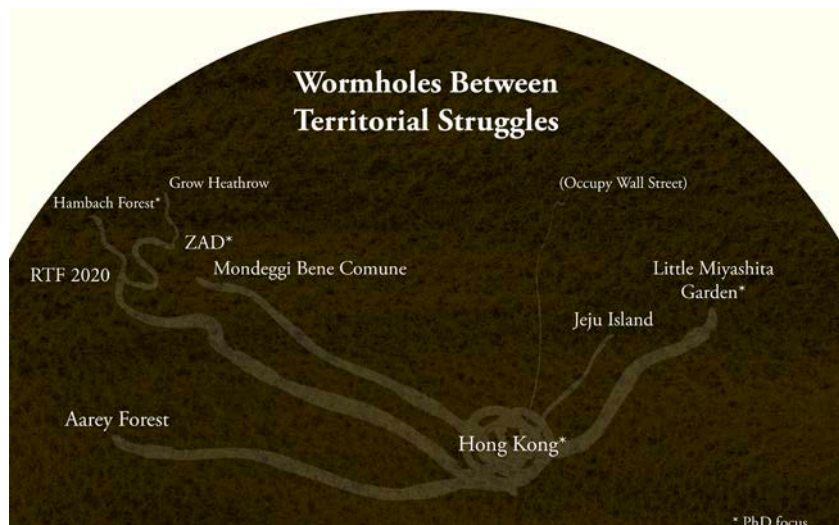 Wormholes Between
Territorial Struggles
Grow Heathrow
(Occupy Wall Street)
Hambach Forest*
ZAD*
Mondeggi Bene Comune
RTF 2020
Little Miyashita
Garden*
Jeju Island
Aarey Forest
Hong Kong*
* PhD focus